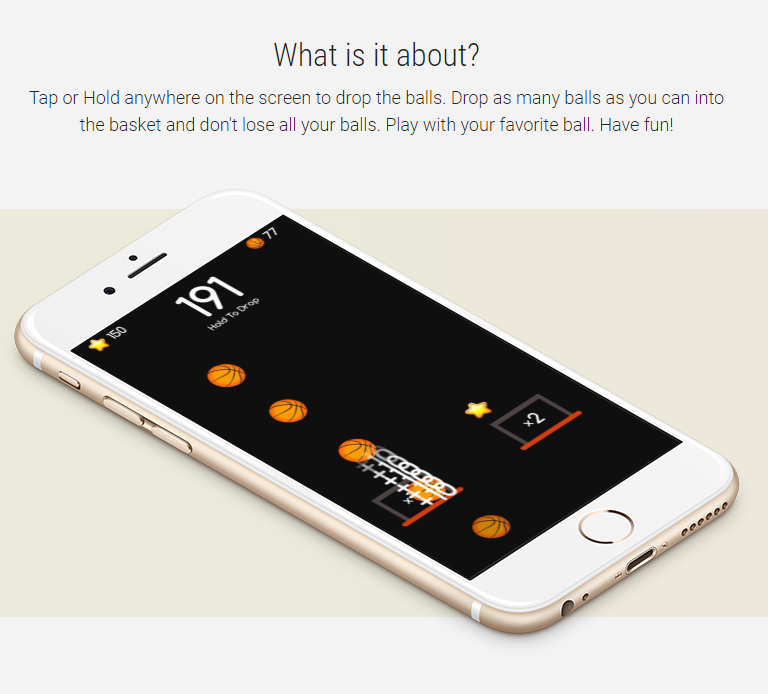 What is it about?
Tap or Hold anywhere on the screen to drop the balls. Drop as many balls as you can into
the basket and don't lose all your balls. Play with your favorite ball. Have fun!
77
191
Hold To Drop
150
×2